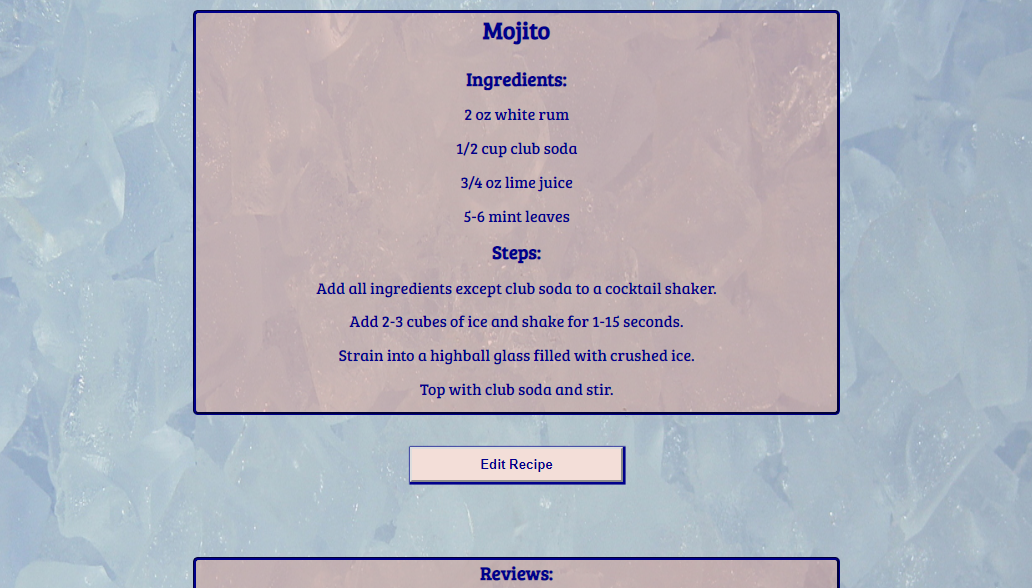 Mojito
Ingredients:
2 oz white rum
1/2 cup club soda
3/4 oz lime juice
5-6 mint leaves
Steps:
Add all ingredients except club soda to a cocktail shaker.
Add 2-3 cubes of ice and shake for 1-15 seconds.
Strain into a highball glass filled with crushed ice.
Top with club soda and stir.
Edit Recipe
Reviews: